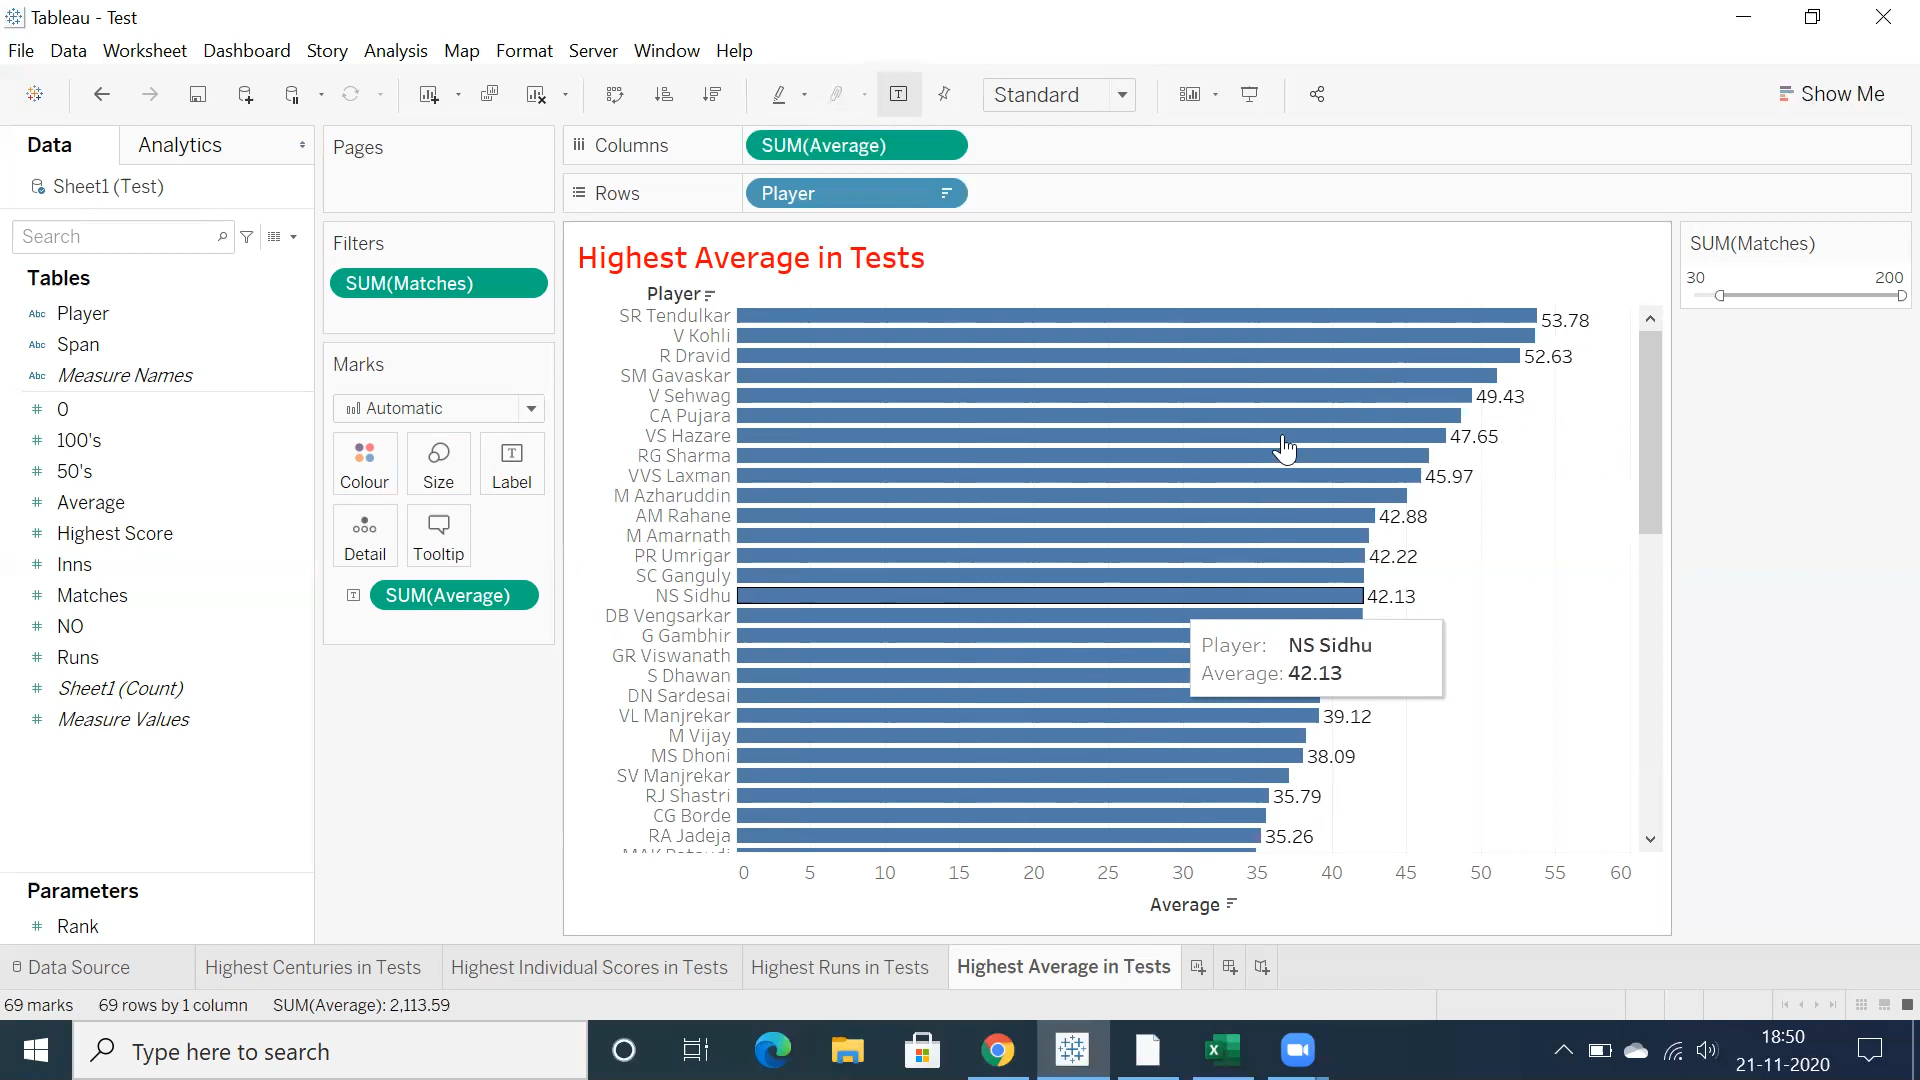 Tableau - Test
File Data Worksheet Dashboard Story Analysis Map Format Server Window Help
Standard
Show Me
Data
Analytics
Sheet1 (Test)
Search
Tables
Abc Player
Abc Span
Abc Measure Names
# 0
# 100's
# 50's
# Average
# Highest Score
# Inns
# Matches
# NO
# Runs
# Sheet1 (Count)
# Measure Values
Parameters
# Rank
Pages
Filters
SUM(Matches)
Marks
Automatic
Colour
Size
Label
Detail
Tooltip
SUM(Average)
Columns
SUM(Average)
Rows
Player
Highest Average in Tests
Player
SR Tendulkar 53.78
V Kohli
R Dravid 52.63
SM Gavaskar
V Sehwag 49.43
CA Pujara
VS Hazare 47.65
RG Sharma
VVS Laxman 45.97
M Azharuddin
AM Rahane 42.88
M Amarnath
PR Umrigar 42.22
SC Ganguly
NS Sidhu 42.13
DB Vengsarkar
G Gambhir
GR Viswanath
S Dhawan
DN Sardesai
VL Manjrekar 39.12
M Vijay
MS Dhoni 38.09
SV Manjrekar
RJ Shastri 35.79
CG Borde
RA Jadeja 35.26
Player: NS Sidhu
Average: 42.13
0 5 10 15 20 25 30 35 40 45 50 55 60
Average
SUM(Matches)
30 200
Data Source
Highest Centuries in Tests
Highest Individual Scores in Tests
Highest Runs in Tests
Highest Average in Tests
69 marks 69 rows by 1 column SUM(Average): 2,113.59
Type here to search
18:50
21-11-2020